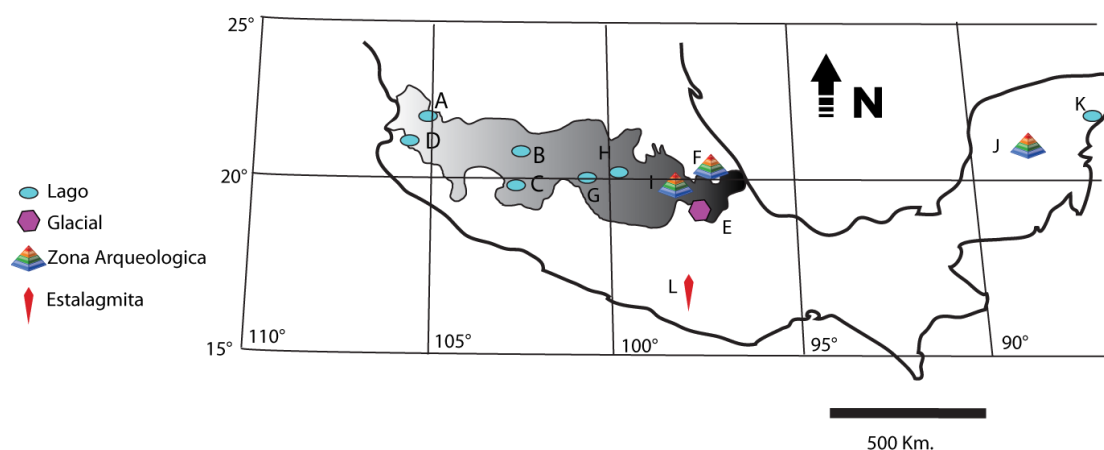 25°
A
K
N
D
B
H
F
J
20°
C
G
I
E
Lago
Glacial
Zona Arqueologica
Estalagmita
L
15°
110°
105°
100°
95°
90°
500 Km.